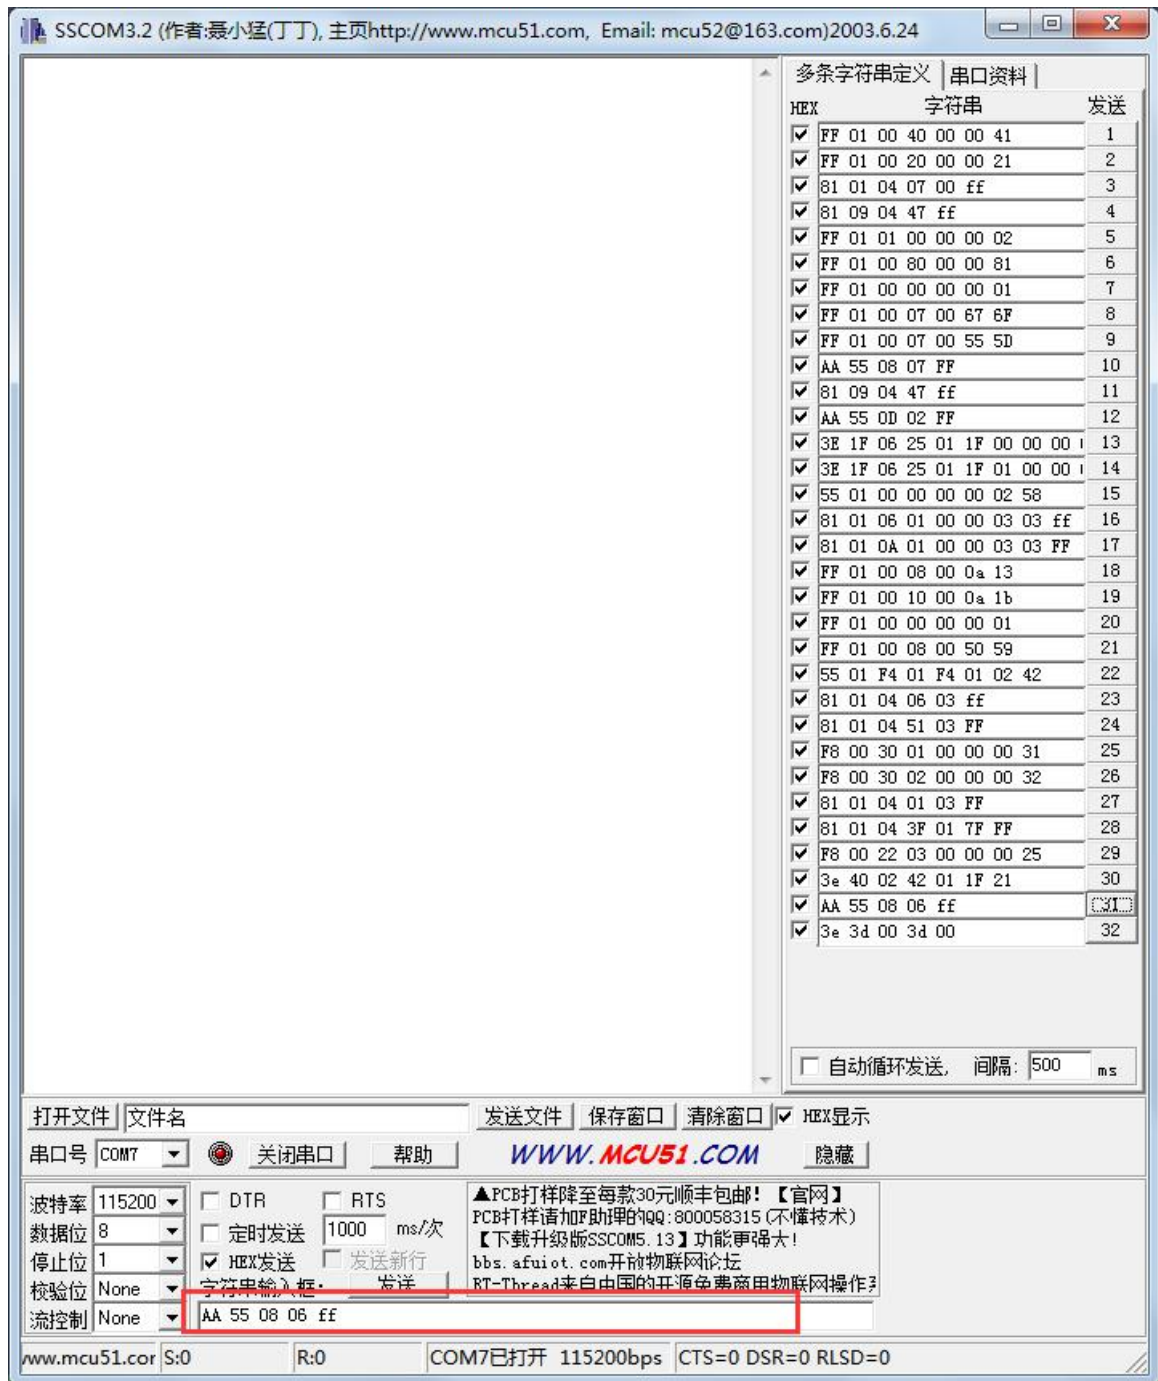 SSCOM3.2 (作者:聂小猛(丁丁), 主页http://www.mcu51.com,  Email: mcu52@163.com)2003.6.24
多条字符串定义 串口资料
HEX 字符串 发送
FF 01 00 40 00 00 41 1
FF 01 00 20 00 00 21 2
81 01 04 07 00 ff 3
81 09 04 47 ff 4
FF 01 01 00 00 00 02 5
FF 01 00 80 00 00 81 6
FF 01 00 00 00 00 01 7
FF 01 00 07 00 67 6F 8
FF 01 00 07 00 55 5D 9
AA 55 08 07 FF 10
81 09 04 47 ff 11
AA 55 0D 02 FF 12
3E 1F 06 25 01 1F 00 00 00 13
3E 1F 06 25 01 1F 01 00 00 14
55 01 00 00 00 00 02 58 15
81 01 06 01 00 00 03 03 ff 16
81 01 0A 01 00 00 03 03 FF 17
FF 01 00 08 00 0a 13 18
FF 01 00 10 00 0a 1b 19
FF 01 00 00 00 00 01 20
FF 01 00 08 00 50 59 21
55 01 F4 01 F4 01 02 42 22
81 01 04 06 03 ff 23
81 01 04 51 03 FF 24
F8 00 30 01 00 00 00 31 25
F8 00 30 02 00 00 00 32 26
81 01 04 01 03 FF 27
81 01 04 3F 01 7F FF 28
F8 00 22 03 00 00 00 25 29
3e 40 02 42 01 1F 21 30
AA 55 08 06 ff 31
3e 3d 00 3d 00 32
自动循环发送, 间隔: 500 ms
打开文件 文件名 发送文件 保存窗口 清除窗口 HEX显示
串口号 COM7 关闭串口 帮助 WWW.MCU51.COM 隐藏
波特率 115200 DTR RTS
数据位 8 定时发送 1000 ms/次
停止位 1 HEX发送 发送新行
校验位 None 字符串输入框: 发送
流控制 None AA 55 08 06 ff
▲PCB打样降至每款30元顺丰包邮!【官网】
PCB打样请加F助理的QQ:800058315(不懂技术)
【下载升级版SSCOM5.13】功能更强大!
bbs.afuiot.com开放物联网论坛
RT-Thread来自中国的开源免费商用物联网操作
www.mcu51.cor S:0 R:0 COM7已打开 115200bps CTS=0 DSR=0 RLSD=0